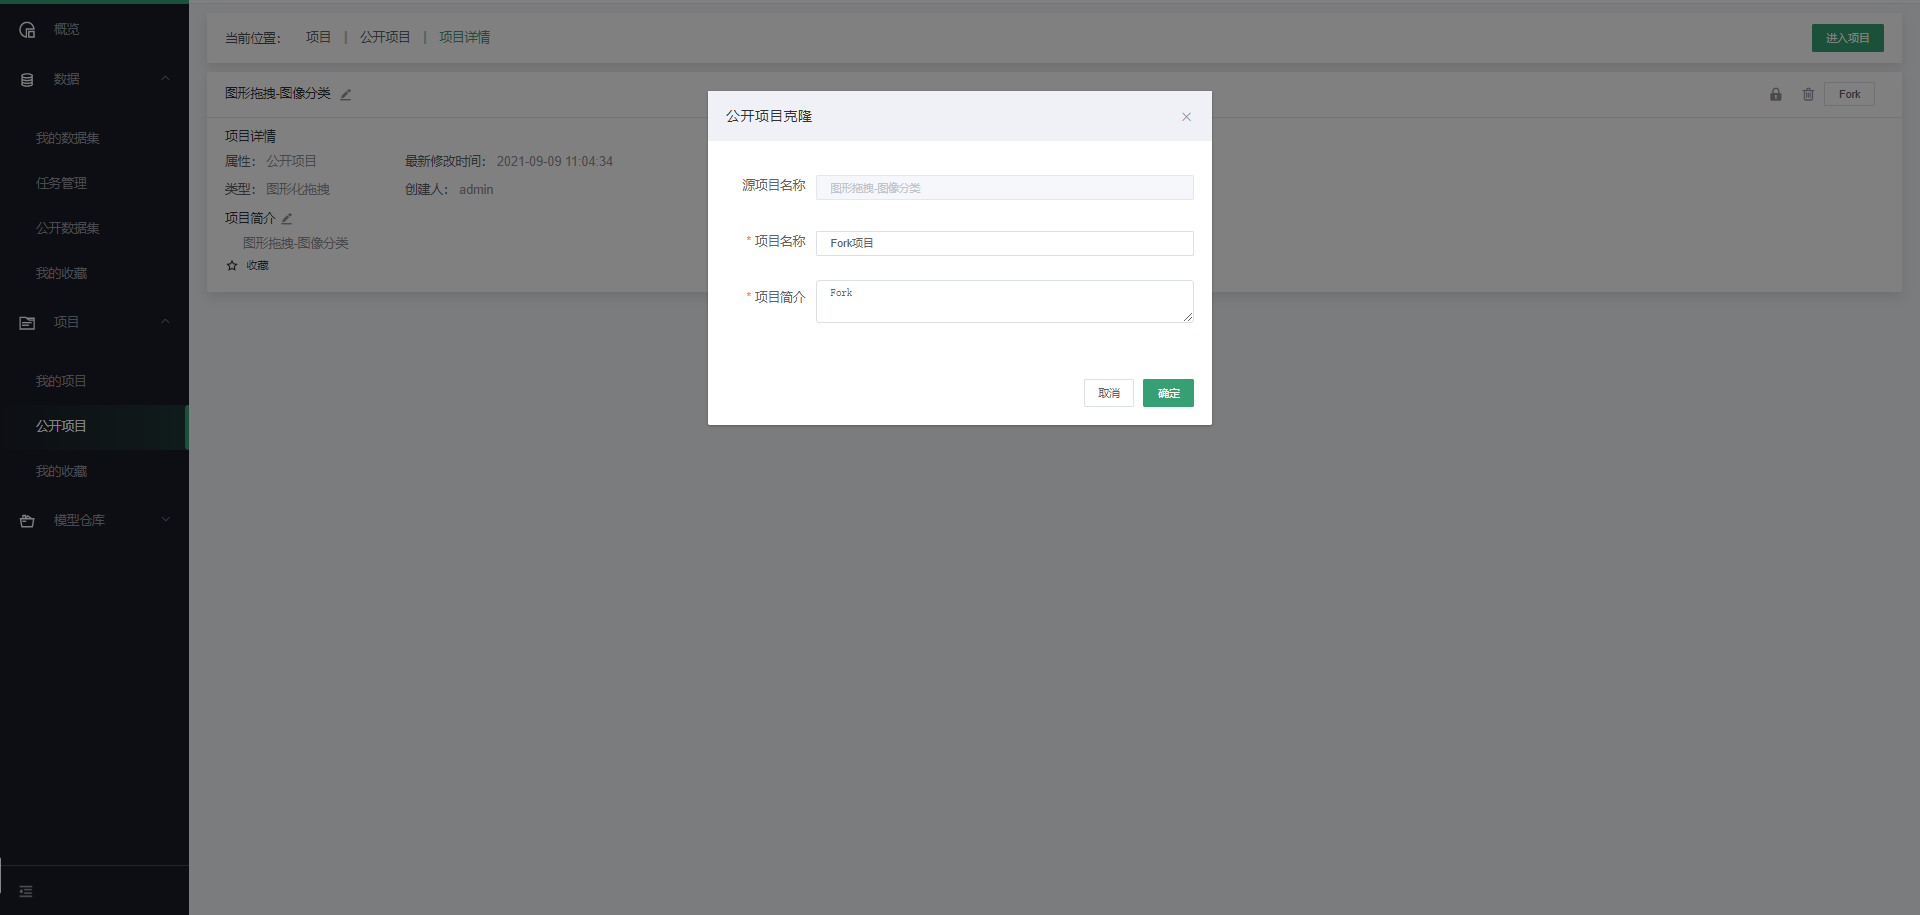 概览
数据
我的数据集
任务管理
公开数据集
我的收藏
项目
我的项目
公开项目
我的收藏
模型仓库
当前位置： 项目 | 公开项目 | 项目详情
进入项目
图形拖拽-图像分类
Fork
项目详情
属性： 公开项目 最新修改时间： 2021-09-09 11:04:34
类型： 图形化拖拽 创建人： admin
项目简介
图形拖拽-图像分类
收藏
公开项目克隆
源项目名称 图形拖拽-图像分类
* 项目名称 Fork项目
* 项目简介 Fork
取消 确定